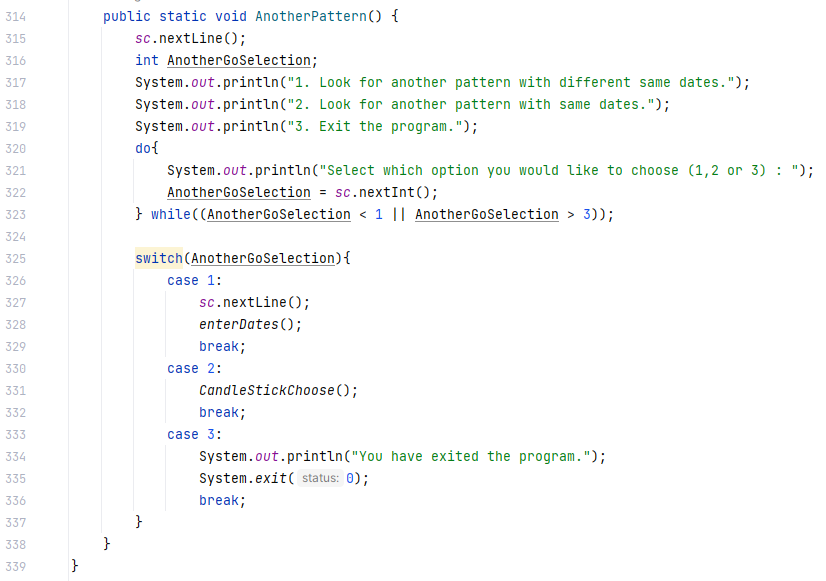 314 public static void AnotherPattern() {
315 sc.nextLine();
316 int AnotherGoSelection;
317 System.out.println("1. Look for another pattern with different same dates.");
318 System.out.println("2. Look for another pattern with same dates.");
319 System.out.println("3. Exit the program.");
320 do{
321 System.out.println("Select which option you would like to choose (1,2 or 3) : ");
322 AnotherGoSelection = sc.nextInt();
323 } while((AnotherGoSelection < 1 || AnotherGoSelection > 3));
324
325 switch(AnotherGoSelection){
326 case 1:
327 sc.nextLine();
328 enterDates();
329 break;
330 case 2:
331 CandleStickChoose();
332 break;
333 case 3:
334 System.out.println("You have exited the program.");
335 System.exit( status: 0);
336 break;
337 }
338 }
339 }